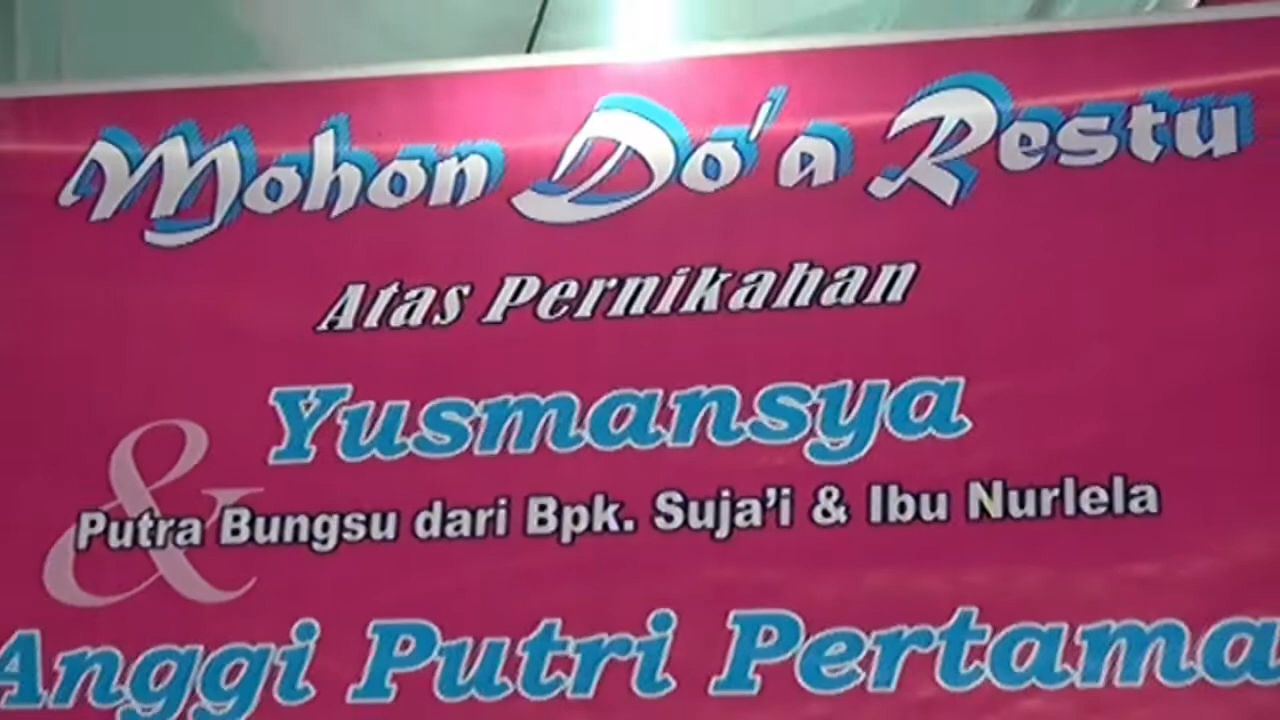 Mohon Do'a Restu
Atas Pernikahan
Yusmansya
&
Putra Bungsu dari Bpk. Suja'i & Ibu Nurlela
Anggi Putri Pertama